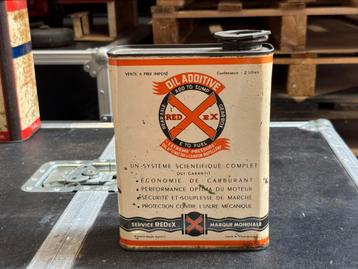 VENTE A PRIX IMPOSÉ Contenance : 2 Litres
OIL ADDITIVE
ADD TO SUMP
REDEX
& TO FUEL
EXTREME PRESSURE
UN·SYSTÈME SCIENTIFIQUE COMPLET
QUI GARANTIT
• ÉCONOMIE DE CARBURANT
• PERFORMANCE OPTIMA DU MOTEUR
SÉCURITÉ ET SOUPLESSE DE MARCHE
• PROTECTION CONTRE L'USURE MÉCANIQUE
SERVICE REDEX X MARQUE MONDIALE